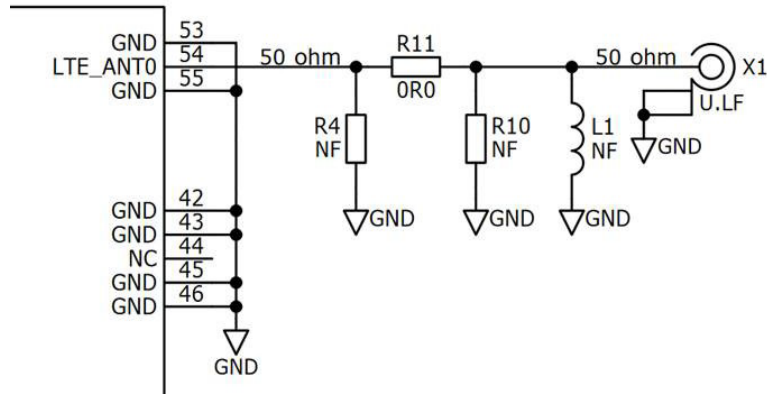 GND 53
LTE_ANT0 54
GND 55
50 ohm
R11
0R0
50 ohm
X1
U.LF
GND
R4
NF
R10
NF
L1
NF
GND
GND
GND
GND 42
GND 43
NC 44
GND 45
GND 46
GND